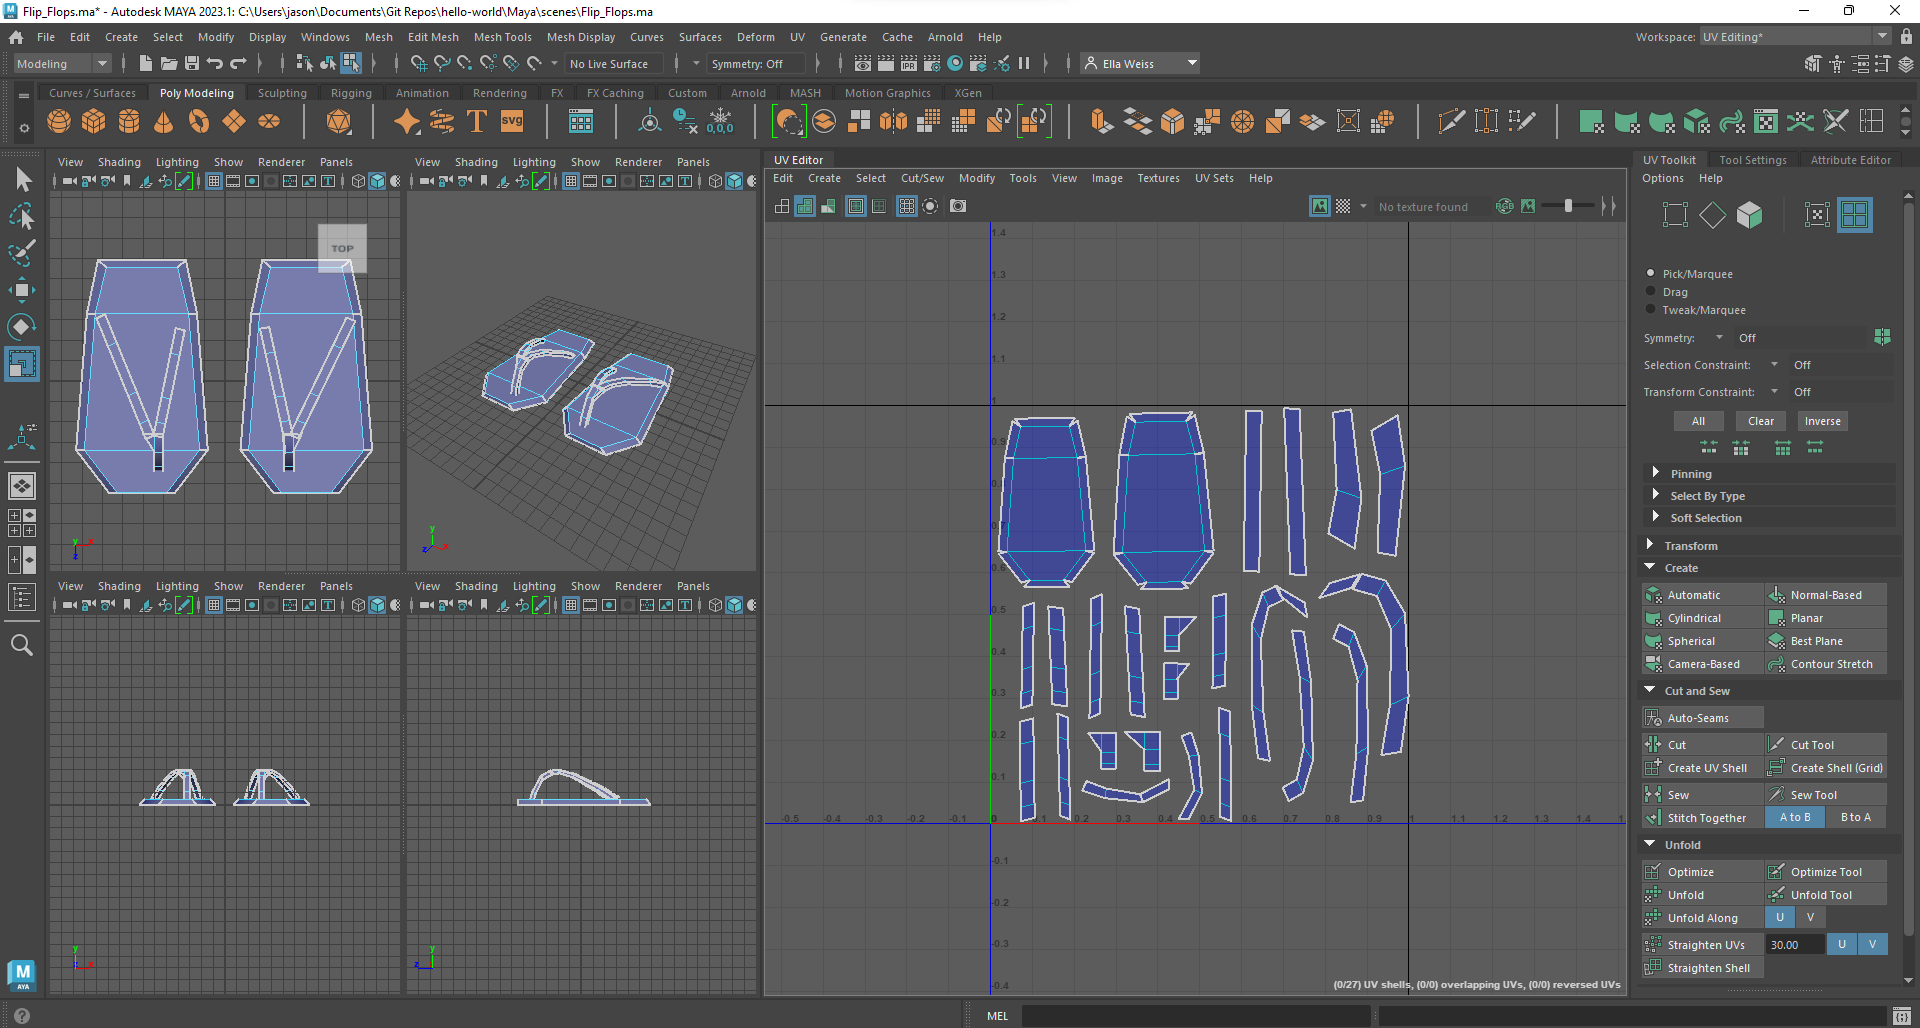 Flip_Flops.ma* - Autodesk MAYA 2023.1: C:\Users\jason\Documents\Git Repos\hello-world\Maya\scenes\Flip_Flops.ma
File Edit Create Select Modify Display Windows Mesh Edit Mesh Mesh Tools Mesh Display Curves Surfaces Deform UV Generate Cache Arnold Help
Workspace: UV Editing*
Modeling
No Live Surface
Symmetry: Off
Ella Weiss
Curves / Surfaces Poly Modeling Sculpting Rigging Animation Rendering FX FX Caching Custom Arnold MASH Motion Graphics XGen
SVG
0,0,0
View Shading Lighting Show Renderer Panels
View Shading Lighting Show Renderer Panels
UV Editor
Edit Create Select Cut/Sew Modify Tools View Image Textures UV Sets Help
No texture found
RGB
TOP
y x z
y x z
View Shading Lighting Show Renderer Panels
View Shading Lighting Show Renderer Panels
y x z
y z
1.4
1.3
1.2
1.1
1
0.9
0.6
0.5
0.4
0.3
0.2
0.1
-0.5 -0.4 -0.3 -0.2 -0.1 0 0.2 0.3 0.4 0.5 0.6 0.7 0.8 0.9 1 1.1 1.2 1.3 1.4
-0.1
-0.2
-0.3
-0.4
(0/27) UV shells, (0/0) overlapping UVs, (0/0) reversed UVs
UV Toolkit Tool Settings Attribute Editor
Options Help
Pick/Marquee
Drag
Tweak/Marquee
Symmetry: Off
Selection Constraint: Off
Transform Constraint: Off
All Clear Inverse
Pinning
Select By Type
Soft Selection
Transform
Create
Automatic Normal-Based
Cylindrical Planar
Spherical Best Plane
Camera-Based Contour Stretch
Cut and Sew
Auto-Seams
Cut Cut Tool
Create UV Shell Create Shell (Grid)
Sew Sew Tool
Stitch Together A to B B to A
Unfold
Optimize Optimize Tool
Unfold Unfold Tool
Unfold Along U V
Straighten UVs 30.00 U V
Straighten Shell
M
AYA
MEL